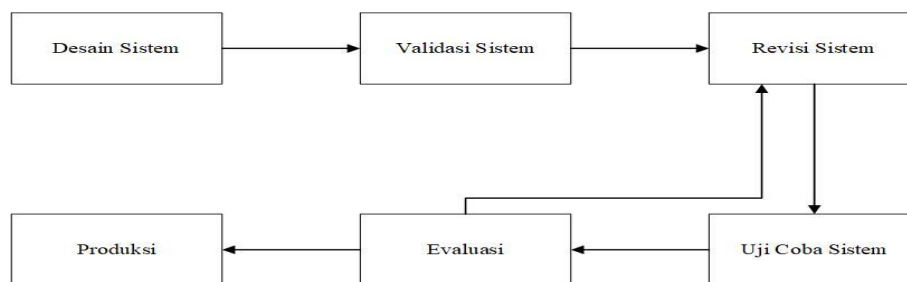 Desain Sistem
Validasi Sistem
Revisi Sistem
Produksi
Evaluasi
Uji Coba Sistem